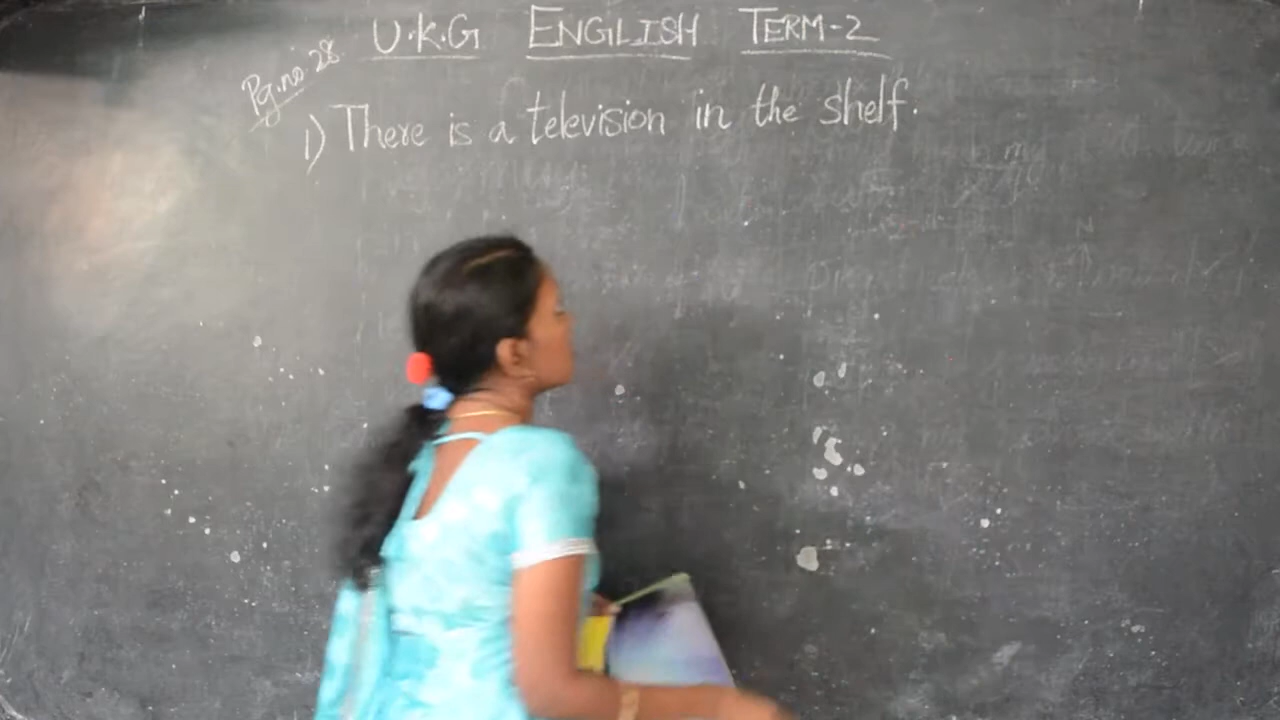 U.K.G ENGLISH TERM-2
Pg.no.28
1) There is a television in the shelf.